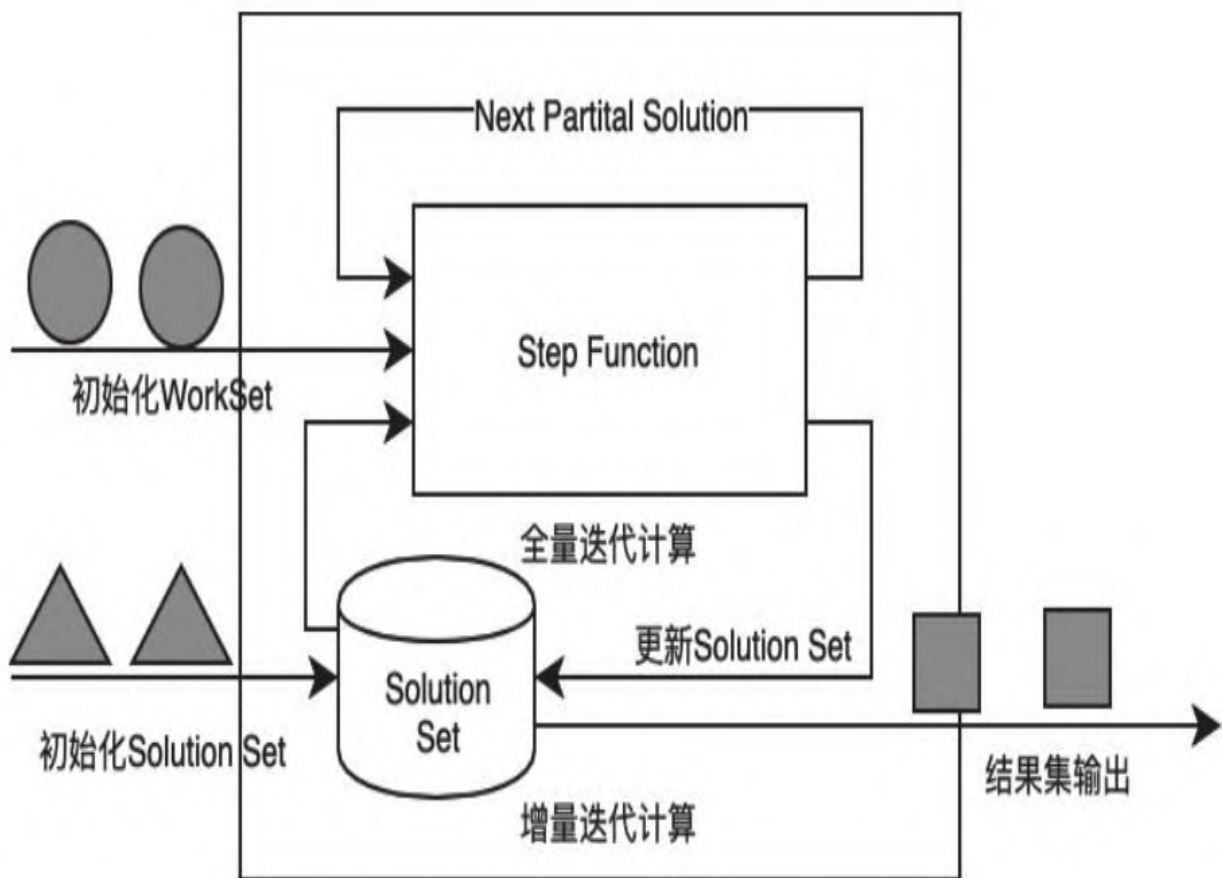 Next Partital Solution
Step Function
初始化WorkSet
全量迭代计算
更新Solution Set
Solution
Set
初始化Solution Set
结果集输出
增量迭代计算